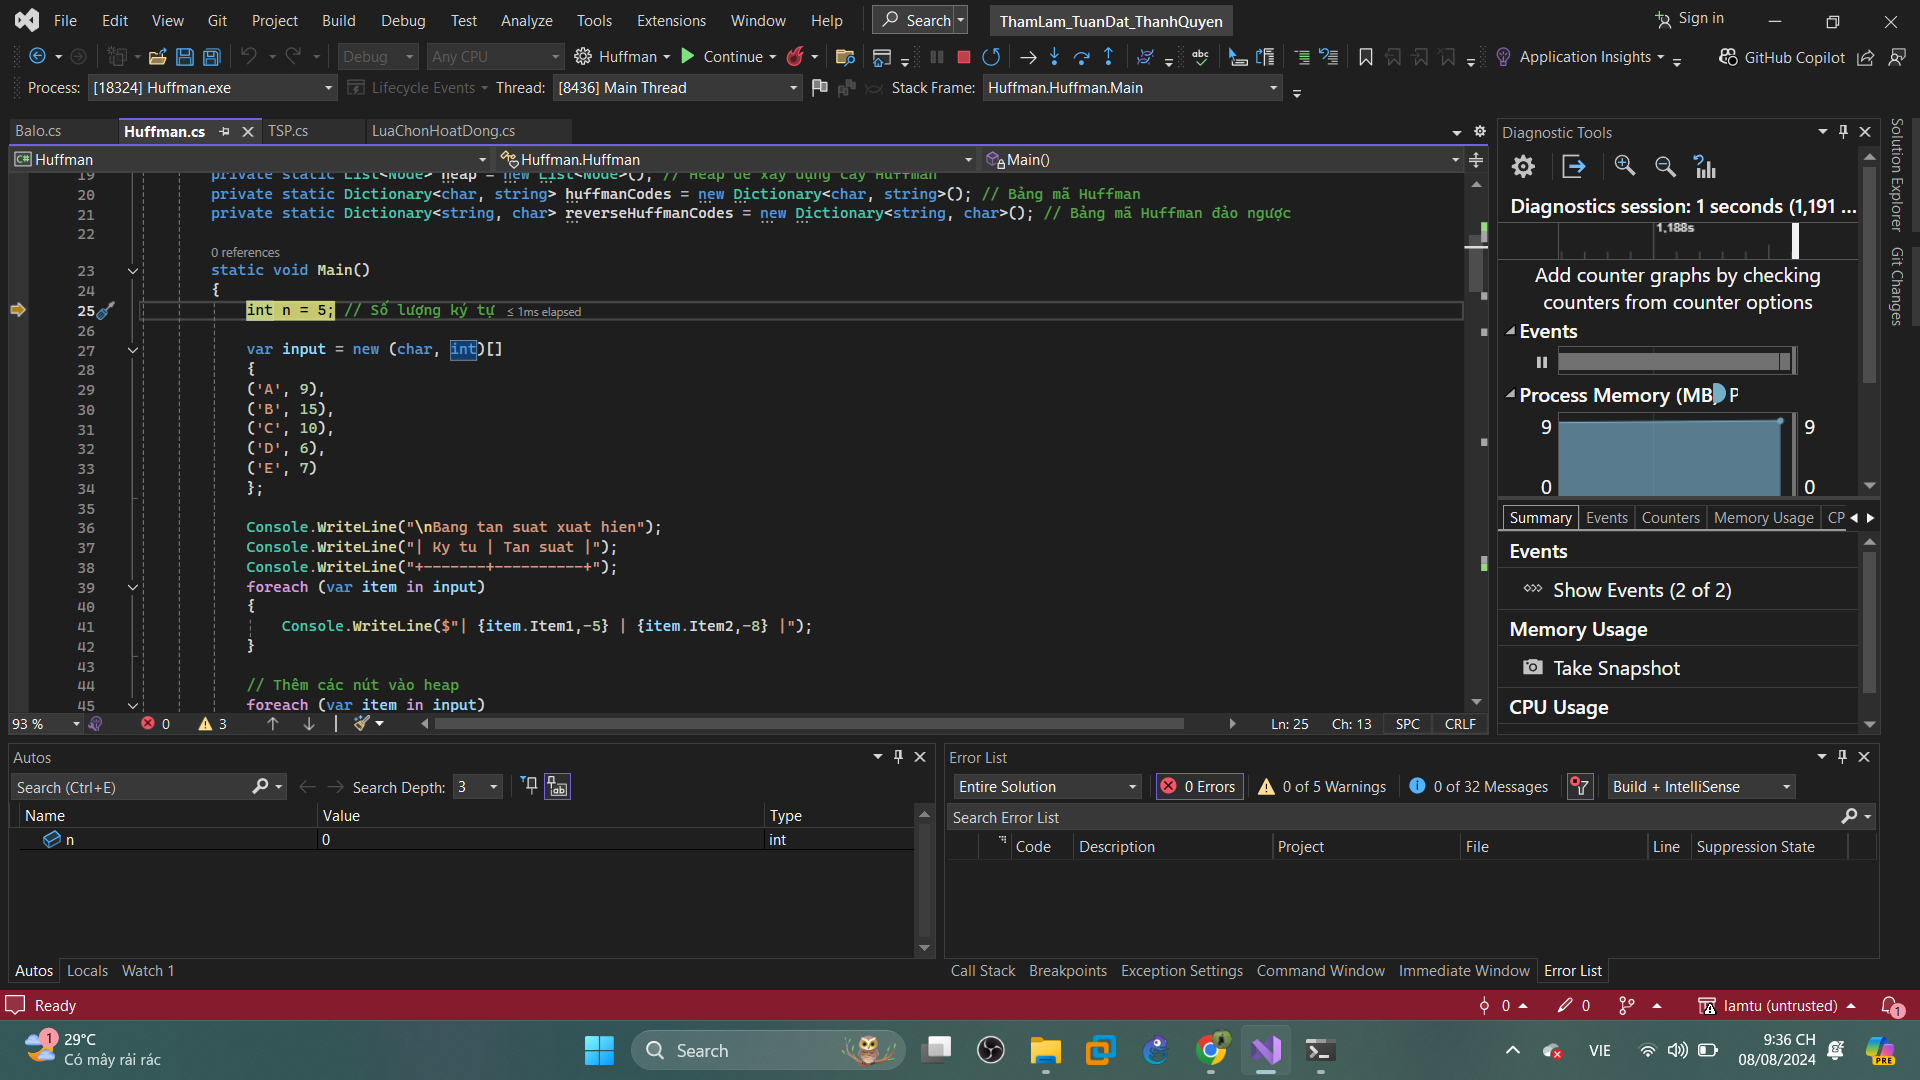 File Edit View Git Project Build Debug Test Analyze Tools Extensions Window Help Search ThamLam_TuanDat_ThanhQuyen Sign in
Debug Any CPU Huffman Continue abc Application Insights GitHub Copilot
Process: [18324] Huffman.exe Lifecycle Events Thread: [8436] Main Thread Stack Frame: Huffman.Huffman.Main
Balo.cs Huffman.cs TSP.cs LuaChonHoatDong.cs
C# Huffman Huffman.Huffman Main()
19 private static List<Node> heap = new List<Node>(); // Heap để xây dựng cây Huffman
20 private static Dictionary<char, string> huffmanCodes = new Dictionary<char, string>(); // Bảng mã Huffman
21 private static Dictionary<string, char> reverseHuffmanCodes = new Dictionary<string, char>(); // Bảng mã Huffman đảo ngược
22
0 references
23 static void Main()
24 {
25 int n = 5; // Số lượng ký tự ≤ 1ms elapsed
26
27 var input = new (char, int)[]
28 {
29 ('A', 9),
30 ('B', 15),
31 ('C', 10),
32 ('D', 6),
33 ('E', 7)
34 };
35
36 Console.WriteLine("\nBang tan suat xuat hien");
37 Console.WriteLine("| Ky tu | Tan suat |");
38 Console.WriteLine("+-------+----------+");
39 foreach (var item in input)
40 {
41 Console.WriteLine($"| {item.Item1,-5} | {item.Item2,-8} |");
42 }
43
44 // Thêm các nút vào heap
45 foreach (var item in input)
93 % 0 3 Ln: 25 Ch: 13 SPC CRLF
Diagnostic Tools
Diagnostics session: 1 seconds (1,191 ...
1.188s
Add counter graphs by checking
counters from counter options
Events
Process Memory (MB) P
9 9
0 0
Summary Events Counters Memory Usage CP
Events
Show Events (2 of 2)
Memory Usage
Take Snapshot
CPU Usage
Solution Explorer
Git Changes
Autos
Search (Ctrl+E) Search Depth: 3
Name Value Type
n 0 int
Autos Locals Watch 1
Error List
Entire Solution 0 Errors 0 of 5 Warnings 0 of 32 Messages Build + IntelliSense
Search Error List
Code Description Project File Line Suppression State
Call Stack Breakpoints Exception Settings Command Window Immediate Window Error List
Ready 0 0 lamtu (untrusted) 1
1 29°C
Có mây rải rác
Search
VIE
9:36 CH
08/08/2024
PRE